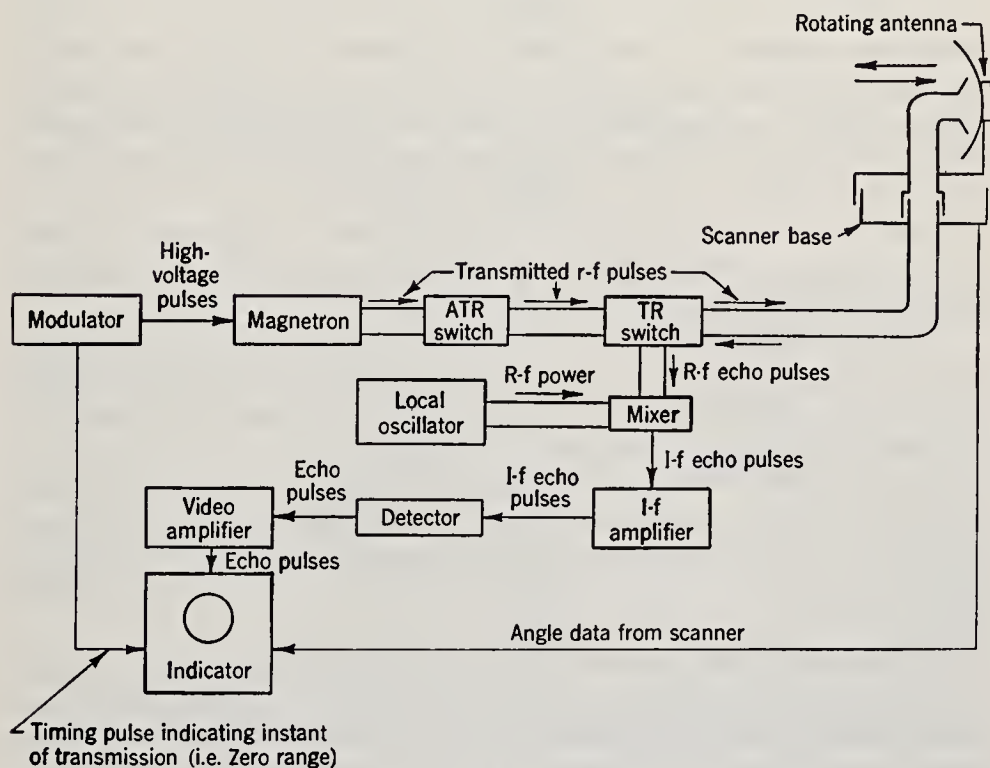 Rotating antenna
Scanner base
High-
voltage
pulses
Transmitted r-f pulses
Modulator
Magnetron
ATR
switch
TR
switch
R-f power
R-f echo pulses
Local
oscillator
Mixer
I-f echo pulses
Echo
pulses
I-f echo
pulses
Video
amplifier
Detector
I-f
amplifier
Echo pulses
Angle data from scanner
Indicator
Timing pulse indicating instant
of transmission (i.e. Zero range)